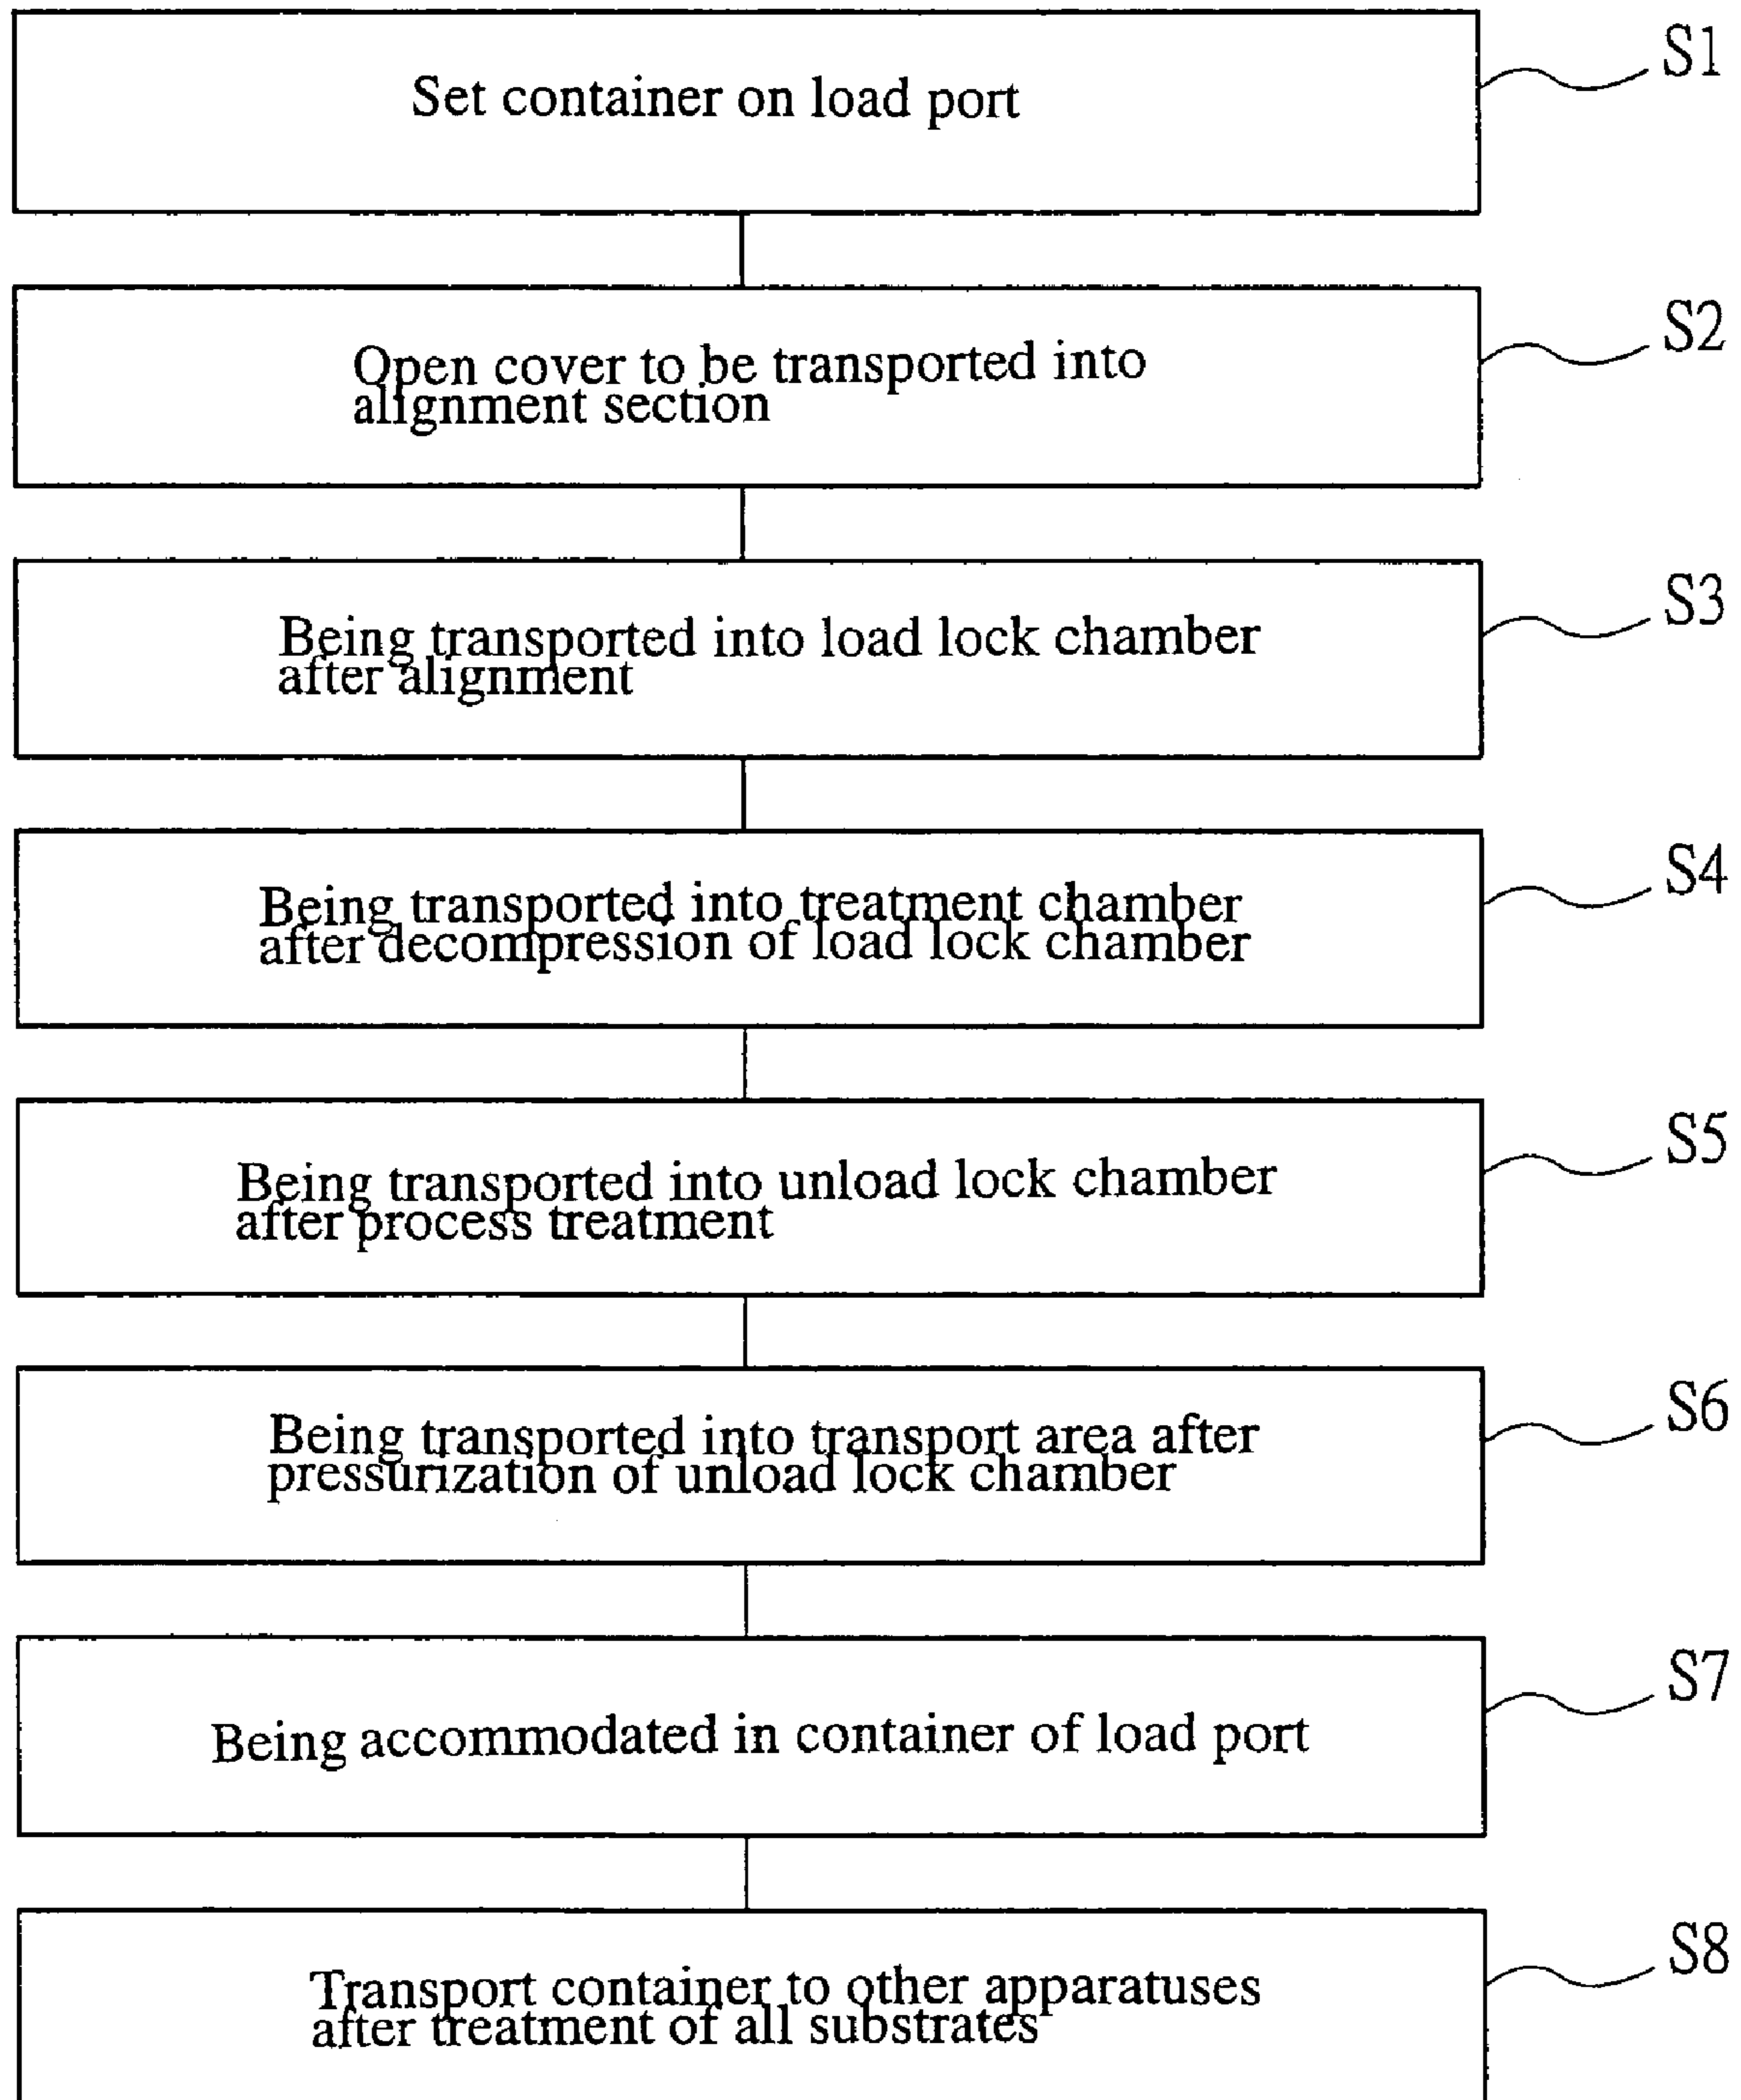 Set container on load port
S1
Open cover to be transported into
alignment section
S2
Being transported into load lock chamber
after alignment
S3
Being transported into treatment chamber
after decompression of load lock chamber
S4
Being transported into unload lock chamber
after process treatment
S5
Being transported into transport area after
pressurization of unload lock chamber
S6
Being accommodated in container of load port
S7
Transport container to other apparatuses
after treatment of all substrates
S8